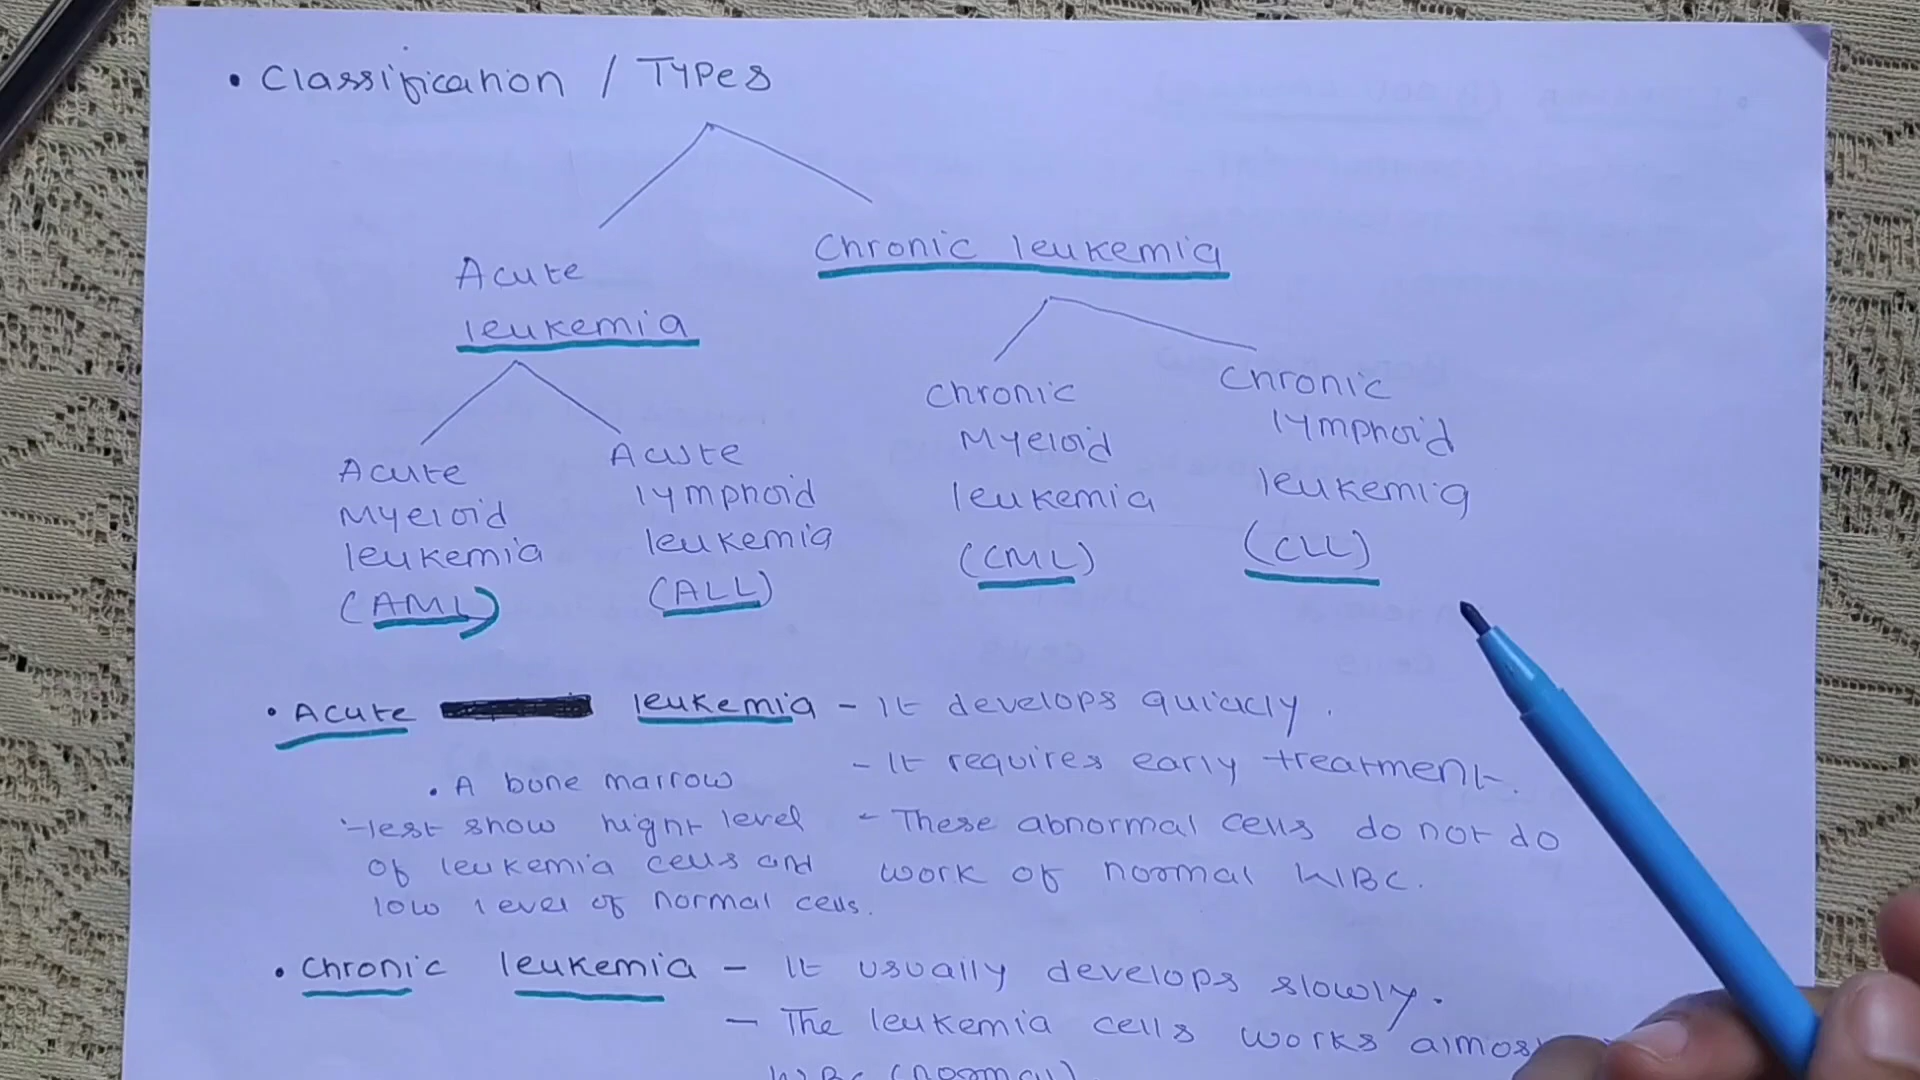 • Classification / Types
Acute
leukemia
Chronic leukemia
Acute
Myeloid
leukemia
(AML)
Acute
lymphoid
leukemia
(ALL)
Chronic
Myeloid
leukemia
(CML)
Chronic
lymphoid
leukemia
(CLL)
• Acute leukemia - It develops quickly.
- It requires early treatment.
- These abnormal cells do not do
work of normal WBC.
• A bone marrow
test show hight level
of leukemia cells and
low level of normal cells.
• Chronic leukemia - It usually develops slowly.
- The leukemia cells works almost
WBC (normal).